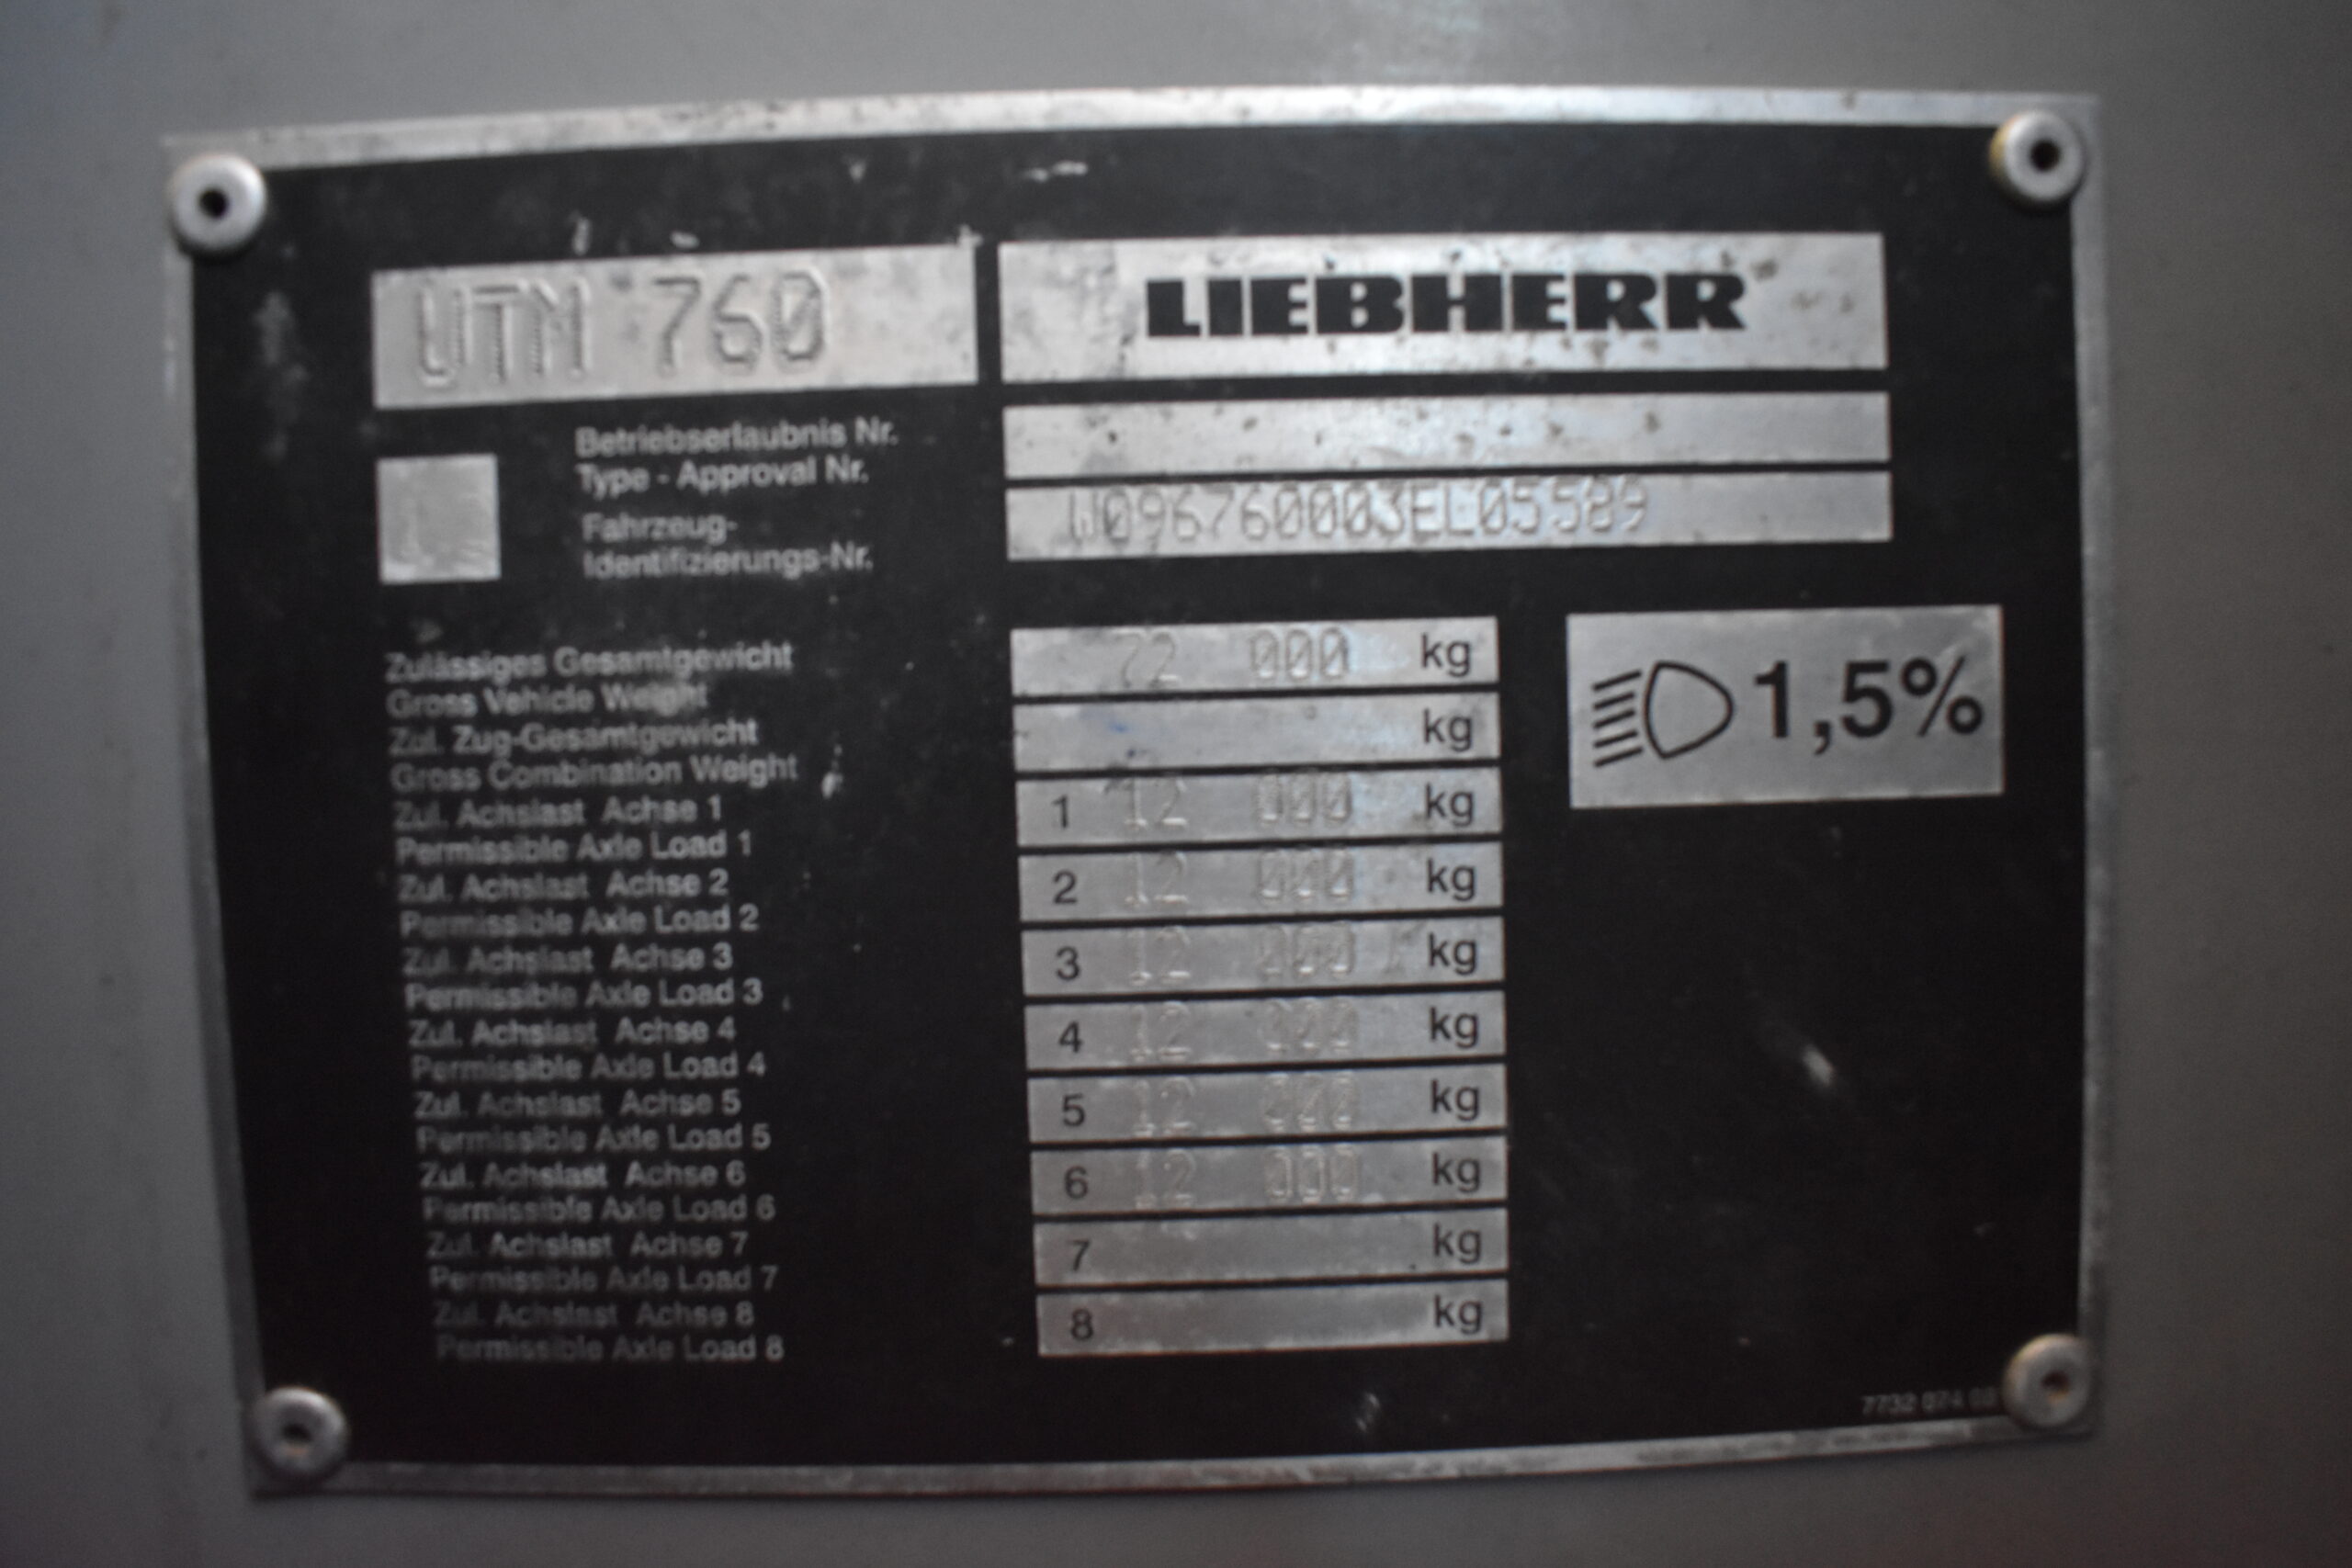 UTM 760
LIEBHERR
Betriebserlaubnis Nr.
Type - Approval Nr.
Fahrzeug-
Identifizierungs-Nr.
W096760003EL05589
Zulässiges Gesamtgewicht
Gross Vehicle Weight
72 000 kg
Zul. Zug-Gesamtgewicht
Gross Combination Weight
kg
Zul. Achslast Achse 1
Permissible Axle Load 1
1 12 000 kg
Zul. Achslast Achse 2
Permissible Axle Load 2
2 12 000 kg
Zul. Achslast Achse 3
Permissible Axle Load 3
3 12 000 kg
Zul. Achslast Achse 4
Permissible Axle Load 4
4 12 000 kg
Zul. Achslast Achse 5
Permissible Axle Load 5
5 12 000 kg
Zul. Achslast Achse 6
Permissible Axle Load 6
6 12 000 kg
Zul. Achslast Achse 7
Permissible Axle Load 7
7 kg
Zul. Achslast Achse 8
Permissible Axle Load 8
8 kg
1,5%
7732 074